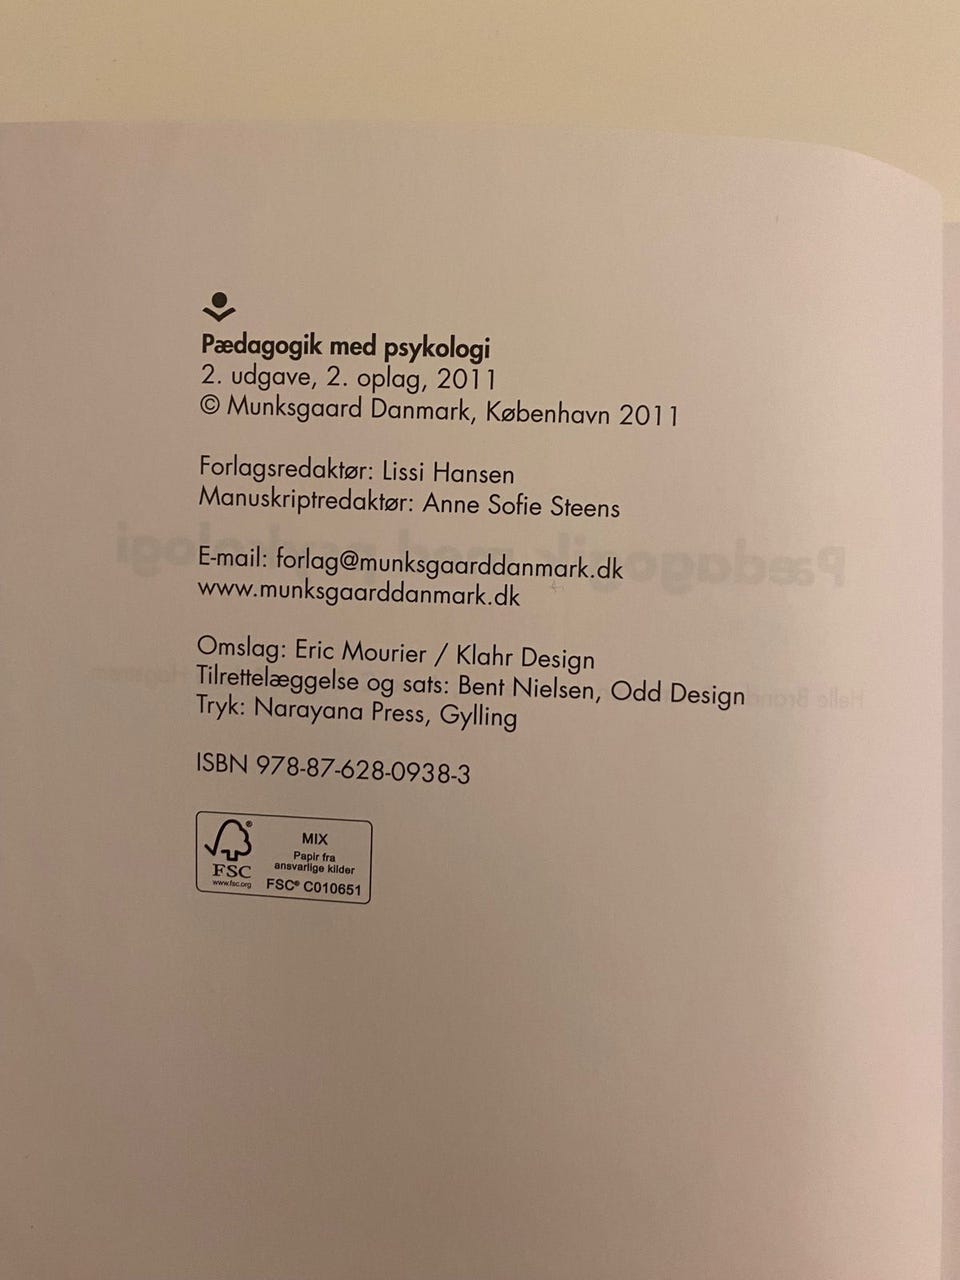 Pædagogik med psykologi
2. udgave, 2. oplag, 2011
© Munksgaard Danmark, København 2011
Forlagsredaktør: Lissi Hansen
Manuskriptredaktør: Anne Sofie Steens
E-mail: forlag@munksgaarddanmark.dk
www.munksgaarddanmark.dk
Omslag: Eric Mourier / Klahr Design
Tilrettelæggelse og sats: Bent Nielsen, Odd Design
Tryk: Narayana Press, Gylling
ISBN 978-87-628-0938-3
®
FSC
www.fsc.org
MIX
Papir fra
ansvarlige kilder
FSC® C010651